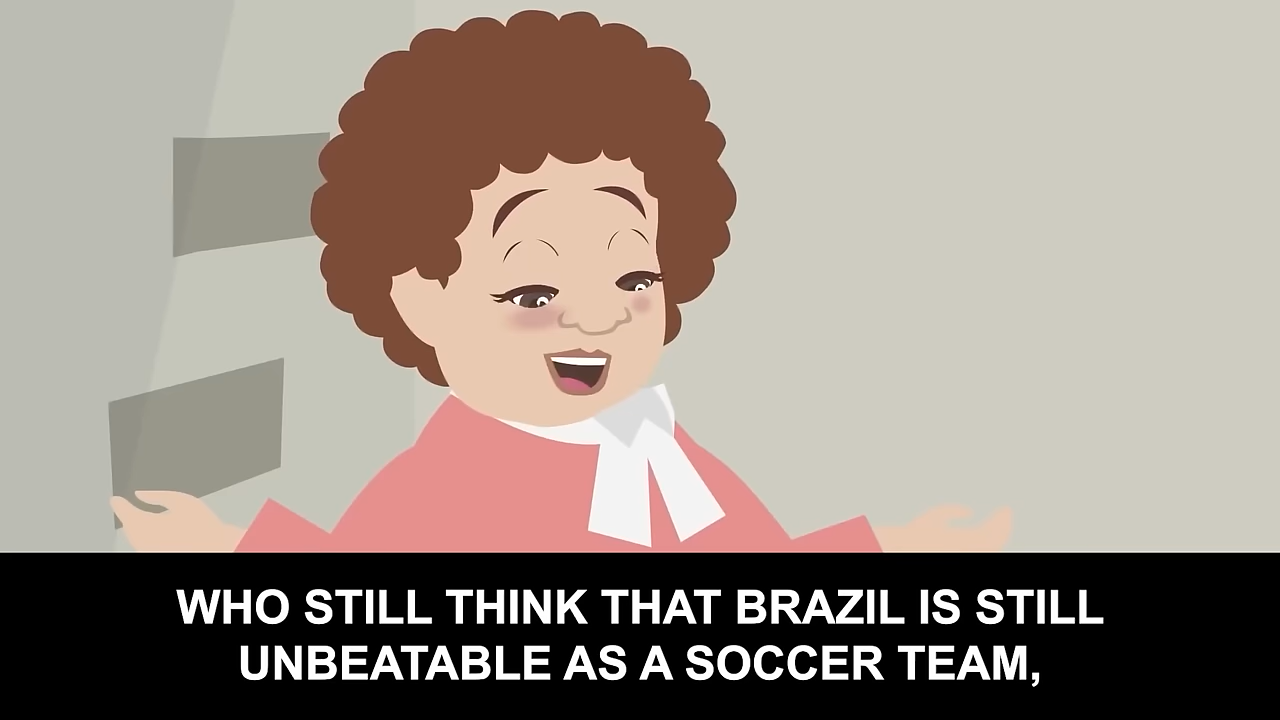 WHO STILL THINK THAT BRAZIL IS STILL
UNBEATABLE AS A SOCCER TEAM,